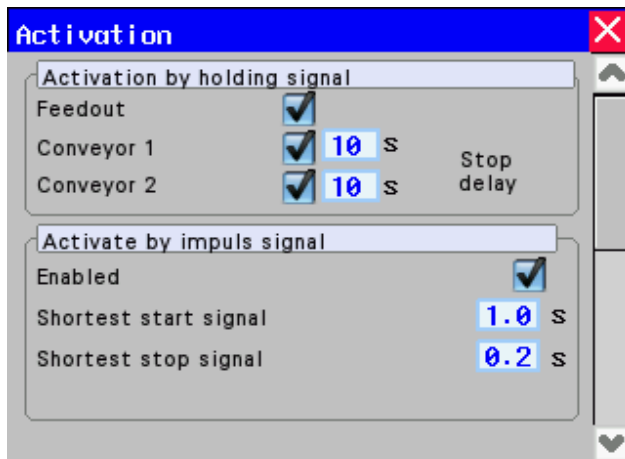 Activation
Activation by holding signal
Feedout
Conveyor 1 10 s
Stop
Conveyor 2 10 s delay
Activate by impuls signal
Enabled
Shortest start signal 1.0 s
Shortest stop signal 0.2 s